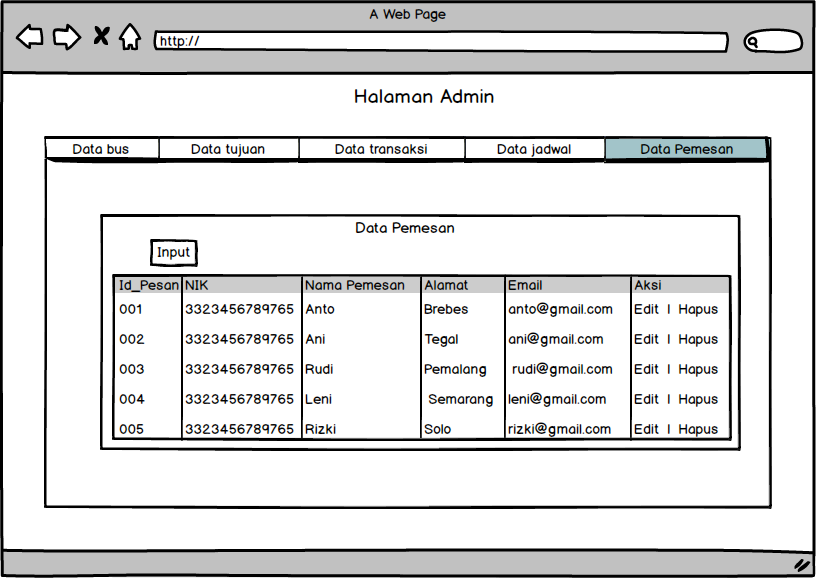 A Web Page
http://
Halaman Admin
Data bus Data tujuan Data transaksi Data jadwal Data Pemesan
Data Pemesan
Input
Id_Pesan NIK Nama Pemesan Alamat Email Aksi
001 3323456789765 Anto Brebes anto@gmail.com Edit | Hapus
002 3323456789765 Ani Tegal ani@gmail.com Edit | Hapus
003 3323456789765 Rudi Pemalang rudi@gmail.com Edit | Hapus
004 3323456789765 Leni Semarang leni@gmail.com Edit | Hapus
005 3323456789765 Rizki Solo rizki@gmail.com Edit | Hapus